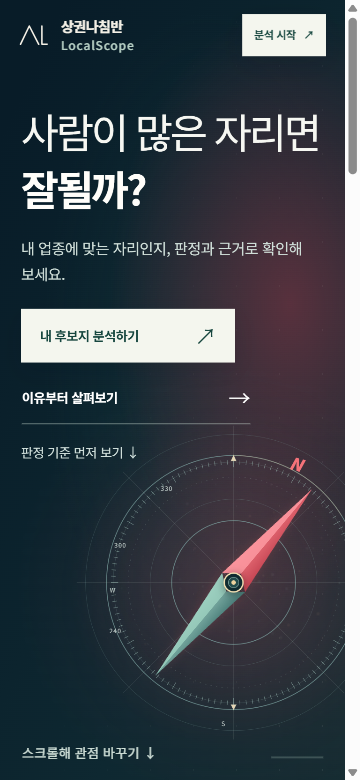 상권나침반
LocalScope
분석 시작 ↗
사람이 많은 자리면
잘될까?
내 업종에 맞는 자리인지, 판정과 근거로 확인해
보세요.
내 후보지 분석하기 ↗
이유부터 살펴보기 →
판정 기준 먼저 보기 ↓
N
330
300
W
240
S
스크롤해 관점 바꾸기 ↓